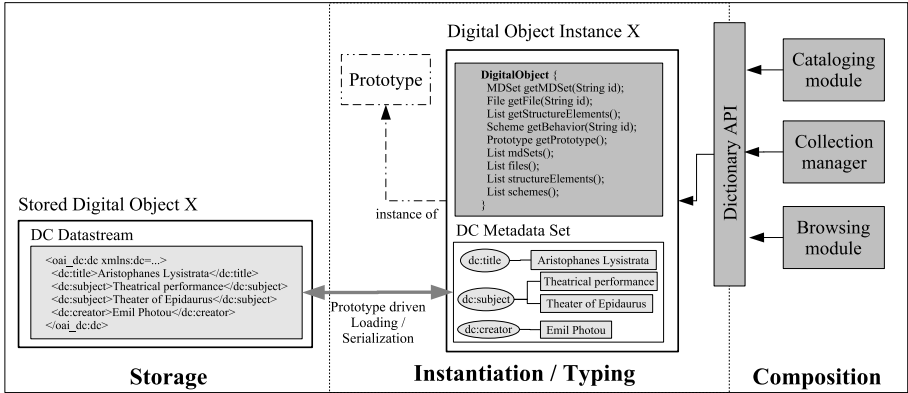 Stored Digital Object X
DC Datastream
<oai_dc:dc xmlns:dc=...>
<dc:title>Aristophanes Lysistrata</dc:title>
<dc:subject>Theatrical performance</dc:subject>
<dc:subject>Theater of Epidaurus</dc:subject>
<dc:creator>Emil Photou</dc:creator>
</oai_dc:dc>
Storage
Digital Object Instance X
Prototype
instance of
DigitalObject {
MDSet getMDSet(String id);
File getFile(String id);
List getStructureElements();
Scheme getBehavior(String id);
Prototype getPrototype();
List mdSets();
List files();
List structureElements();
List schemes();
}
DC Metadata Set
dc:title
Aristophanes Lysistrata
dc:subject
Theatrical performance
Theater of Epidaurus
dc:creator
Emil Photou
Prototype driven
Loading /
Serialization
Instantiation / Typing
Dictionary API
Cataloging
module
Collection
manager
Browsing
module
Composition